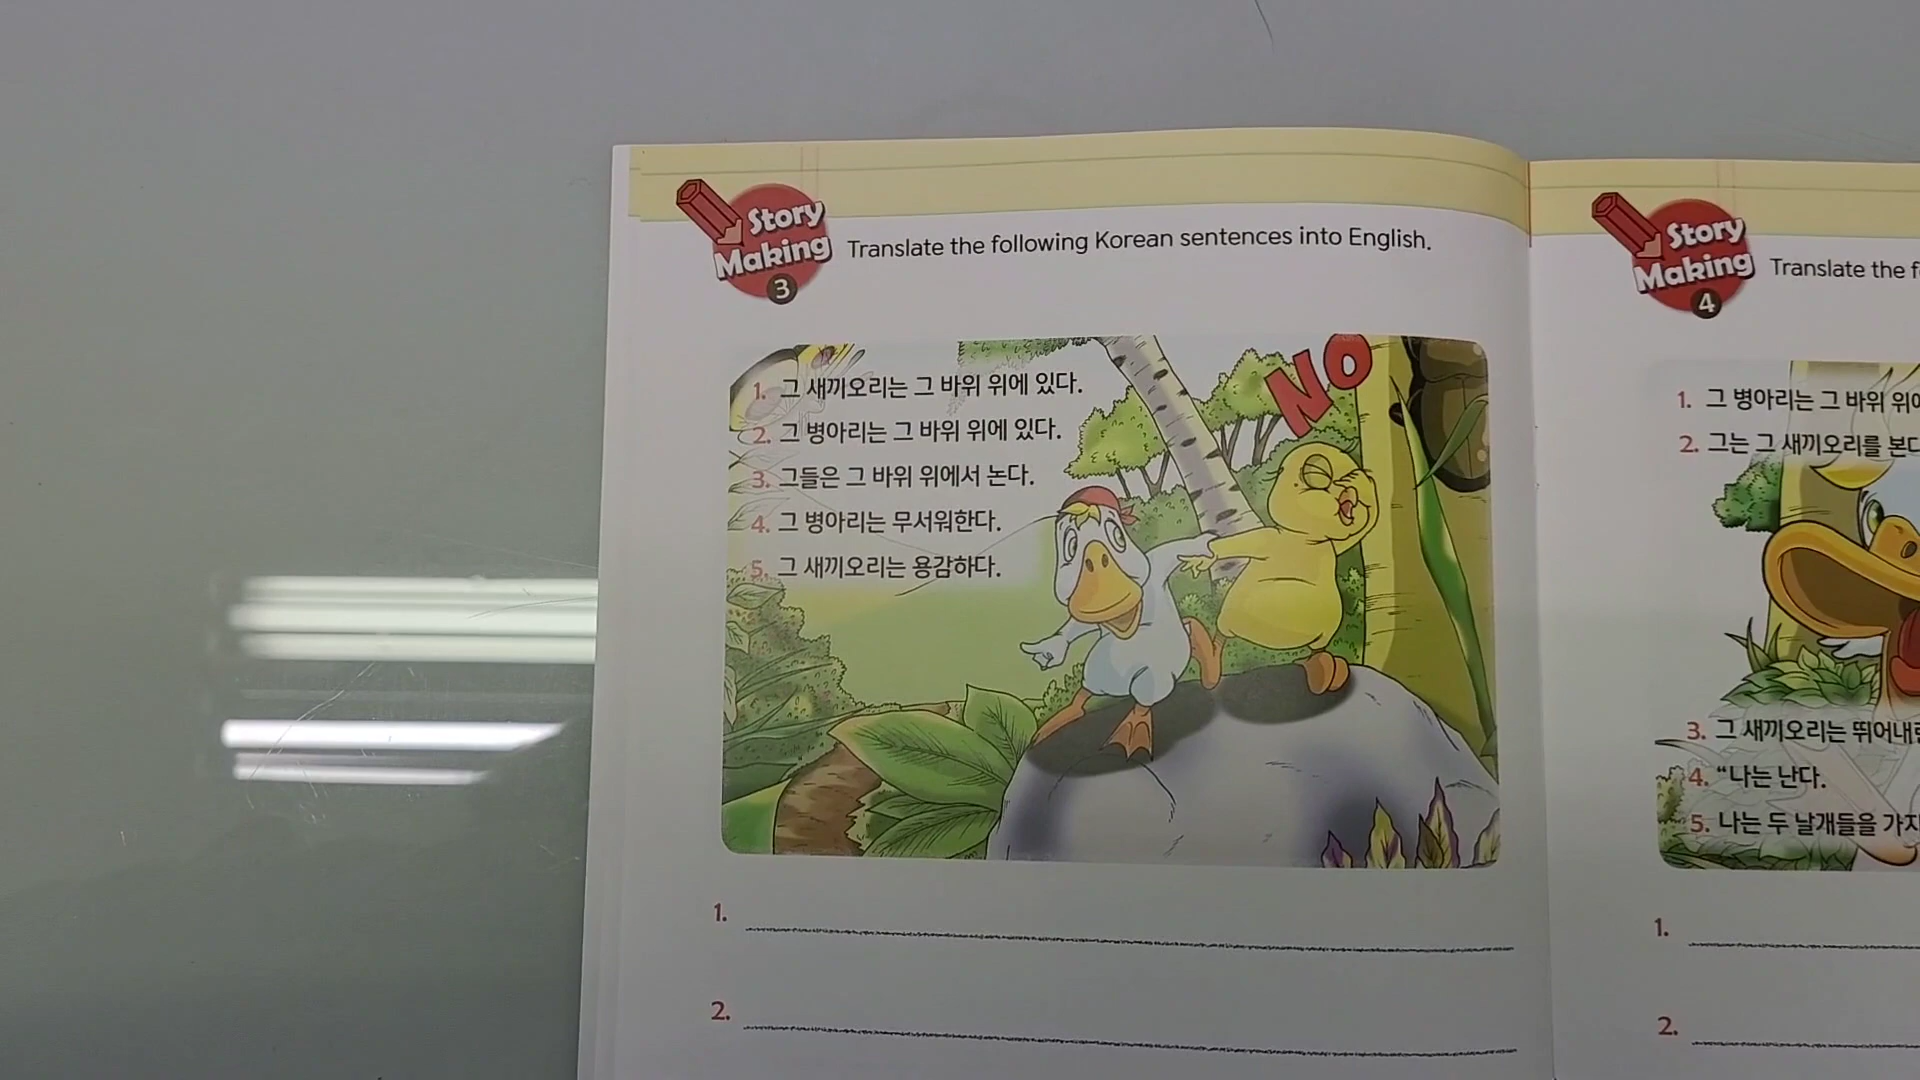 Story
Making
3
Translate the following Korean sentences into English.
1. 그 새끼오리는 그 바위 위에 있다.
2. 그 병아리는 그 바위 위에 있다.
3. 그들은 그 바위 위에서 논다.
4. 그 병아리는 무서워한다.
5. 그 새끼오리는 용감하다.
NO
1.
2.
Story
Making
4
Translate the
1. 그 병아리는 그 바위
2. 그는 그 새끼오리를
3. 그 새끼오리는
4. “나는 난다.
5. 나는 두 날개들을
1.
2.